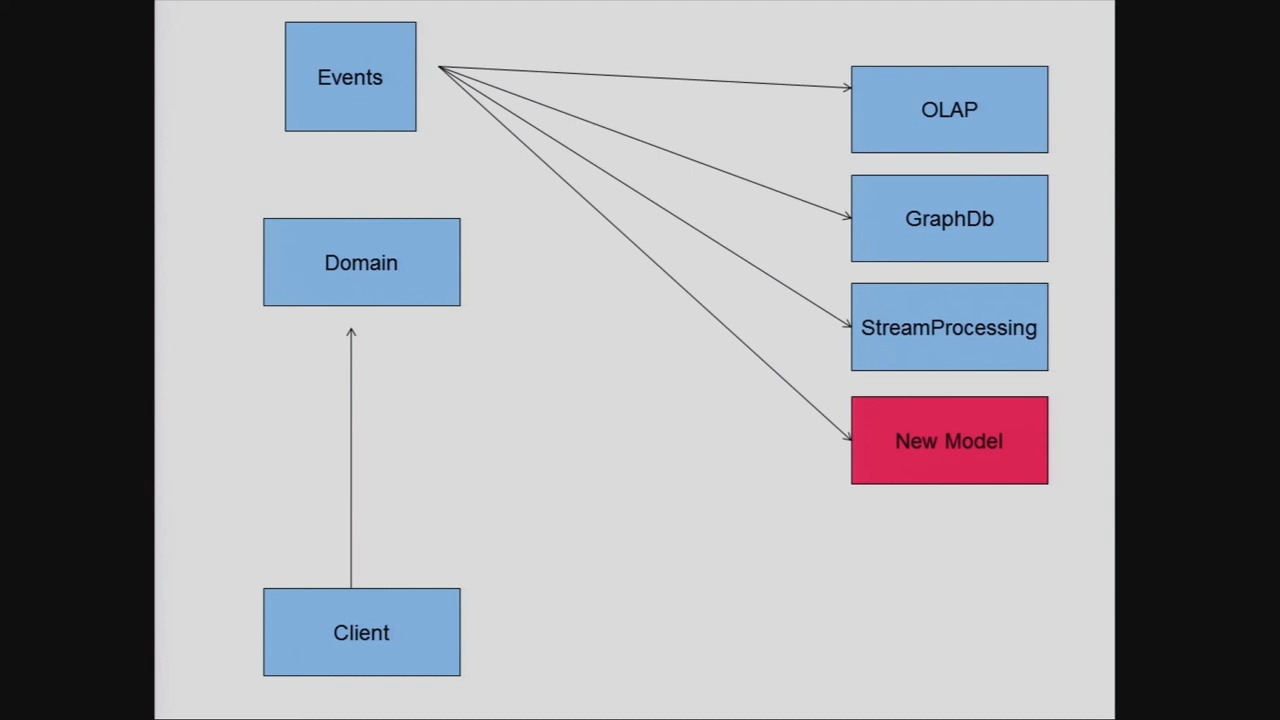 Events
OLAP
GraphDb
Domain
StreamProcessing
New Model
Client